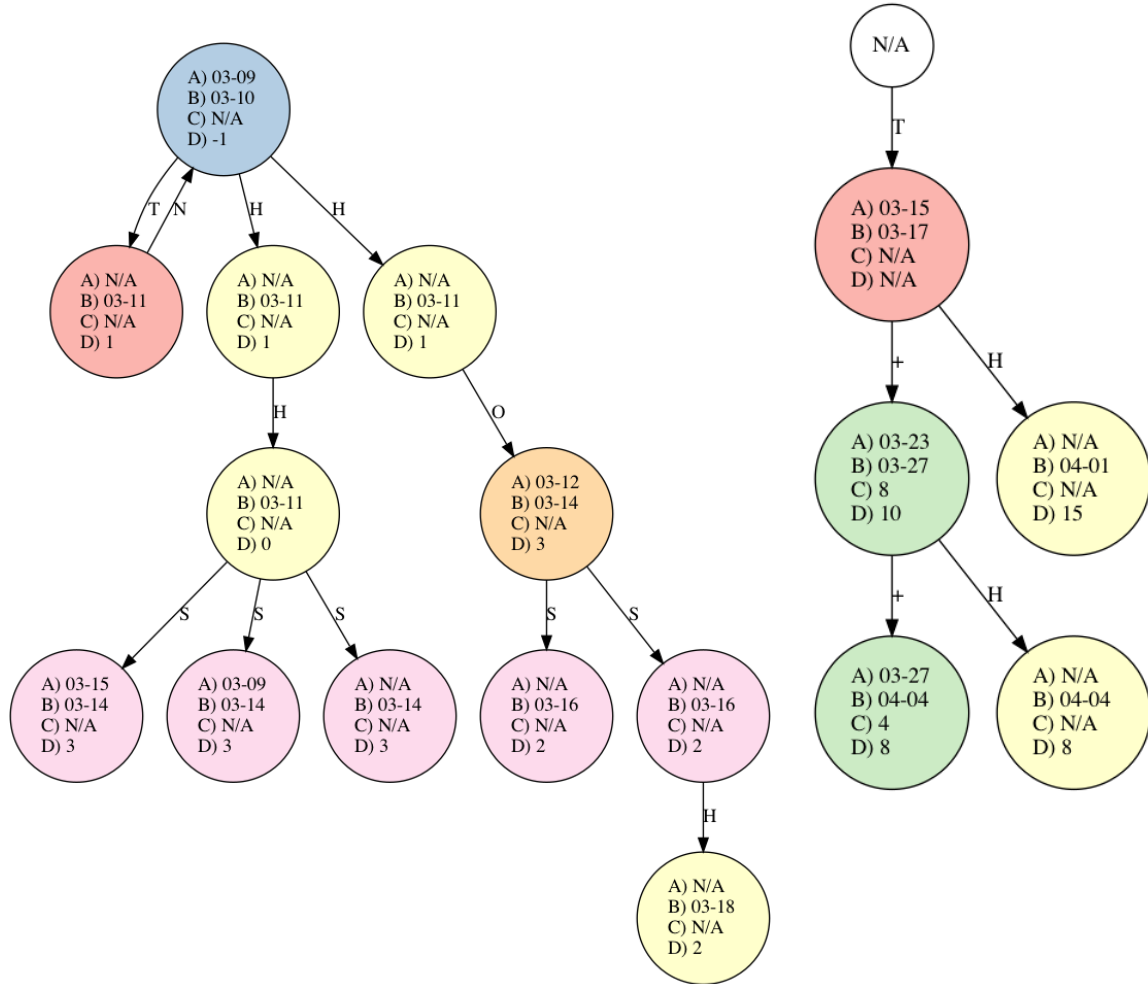 N/A
A) 03-09
B) 03-10
C) N/A
D) -1
T
T
N
H
H
A) 03-15
B) 03-17
C) N/A
D) N/A
A) N/A
B) 03-11
C) N/A
D) 1
A) N/A
B) 03-11
C) N/A
D) 1
A) N/A
B) 03-11
C) N/A
D) 1
+
H
H
O
A) N/A
B) 03-11
C) N/A
D) 0
A) 03-12
B) 03-14
C) N/A
D) 3
A) 03-23
B) 03-27
C) 8
D) 10
A) N/A
B) 04-01
C) N/A
D) 15
S
S
S
S
S
+
H
A) 03-15
B) 03-14
C) N/A
D) 3
A) 03-09
B) 03-14
C) N/A
D) 3
A) N/A
B) 03-14
C) N/A
D) 3
A) N/A
B) 03-16
C) N/A
D) 2
A) N/A
B) 03-16
C) N/A
D) 2
A) 03-27
B) 04-04
C) 4
D) 8
A) N/A
B) 04-04
C) N/A
D) 8
H
A) N/A
B) 03-18
C) N/A
D) 2